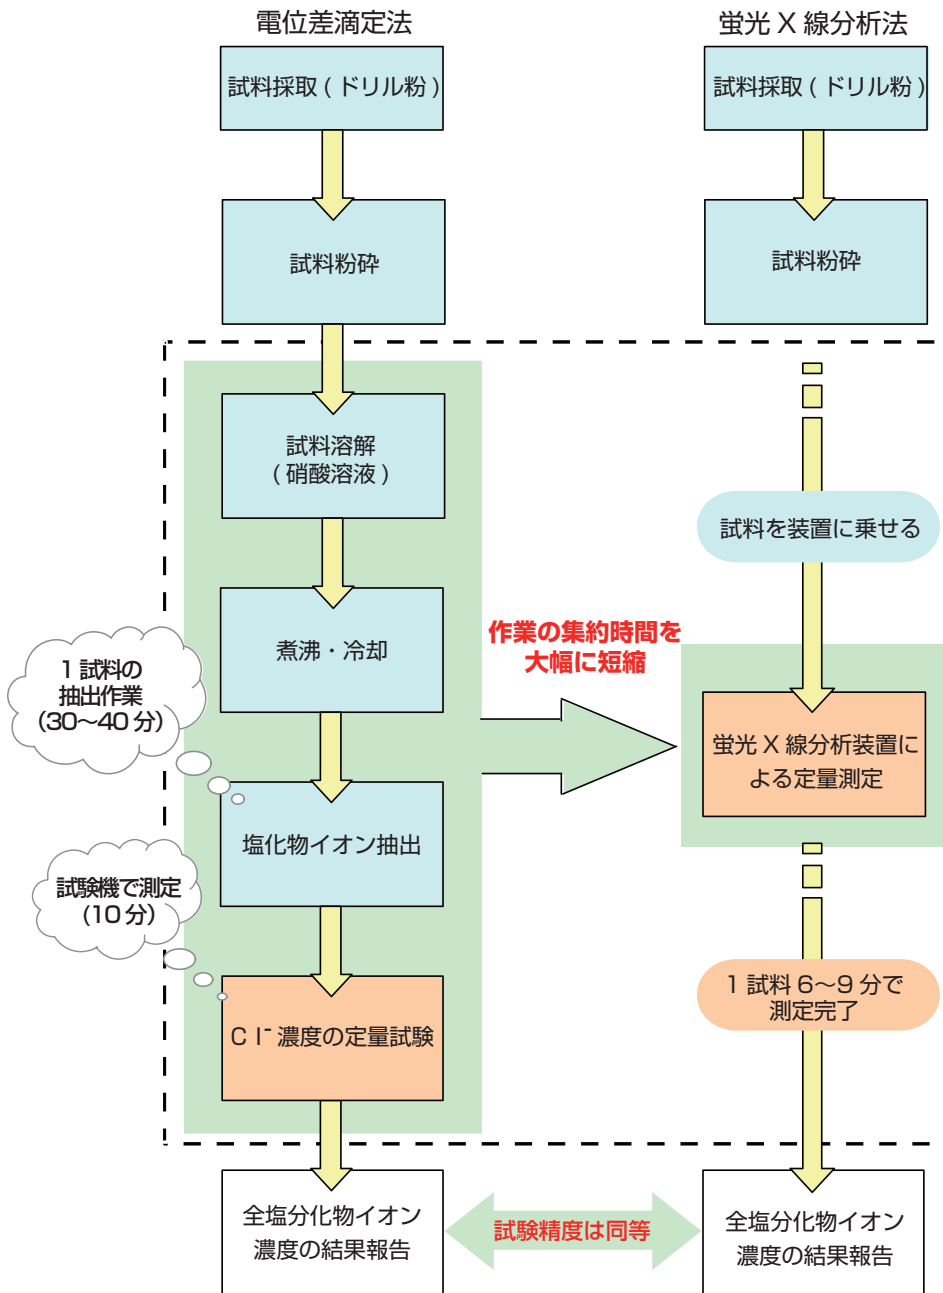 電位差滴定法
蛍光 X 線分析法
試料採取 ( ドリル粉 )
試料採取 ( ドリル粉 )
試料粉砕
試料粉砕
試料溶解
( 硝酸溶液 )
試料を装置に乗せる
煮沸・冷却
作業の集約時間を
大幅に短縮
1 試料の
抽出作業
(30〜40 分)
蛍光 X 線分析装置に
よる定量測定
塩化物イオン抽出
試験機で測定
(10 分)
1 試料 6〜9 分で
測定完了
Cl⁻ 濃度の定量試験
全塩分化物イオン
濃度の結果報告
試験精度は同等
全塩分化物イオン
濃度の結果報告